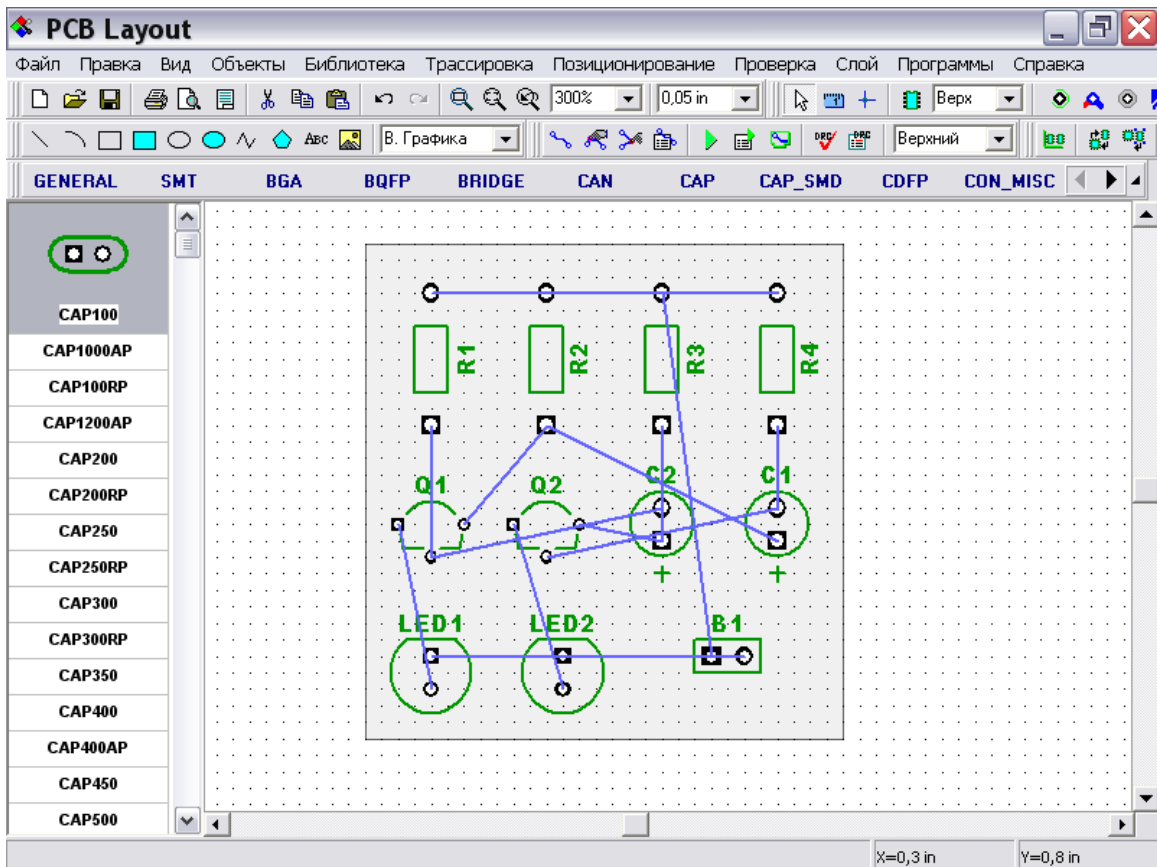 PCB Layout
Файл Правка Вид Объекты Библиотека Трассировка Позиционирование Проверка Слой Программы Справка
300% 0,05 in Верх
ABC В. Графика DRC DRC Верхний
GENERAL SMT BGA BQFP BRIDGE CAN CAP CAP_SMD CDFP CON_MISC
CAP100
CAP1000AP
CAP100RP
CAP1200AP
CAP200
CAP200RP
CAP250
CAP250RP
CAP300
CAP300RP
CAP350
CAP400
CAP400AP
CAP450
CAP500
R1 R2 R3 R4
Q1 Q2 C2 C1
+ +
LED1 LED2 B1
X=0,3 in Y=0,8 in